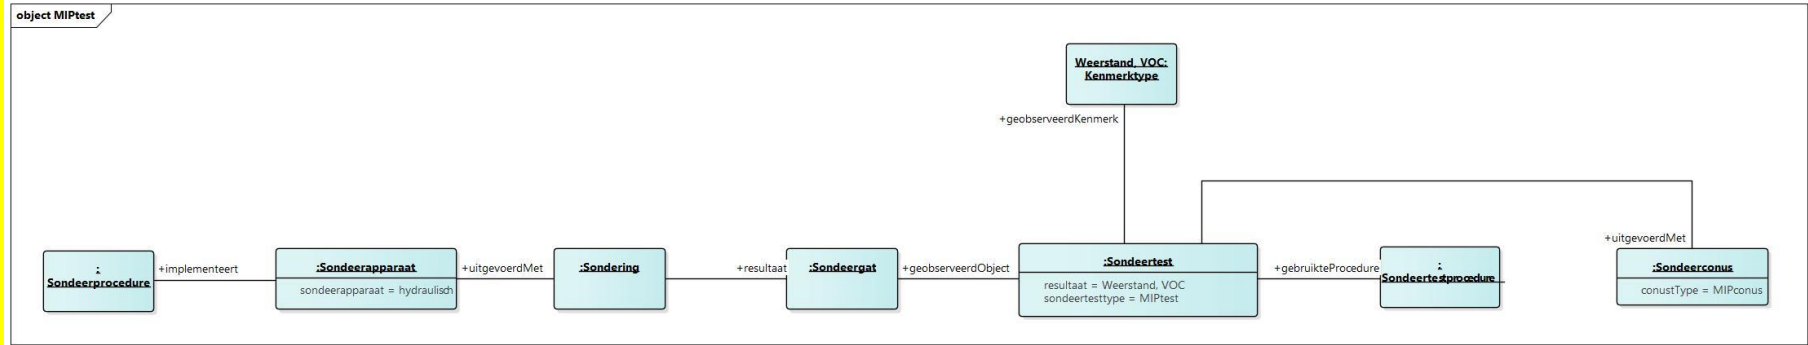 object MIPtest
Weerstand, VOC:
Kenmerktype
+geobserveerdKenmerk
:
Sondeerprocedure
+implementeert
:Sondeerapparaat
sondeerapparaat = hydraulisch
+uitgevoerdMet
:Sondering
+resultaat
:Sondeergat
+geobserveerdObject
:Sondeertest
resultaat = Weerstand, VOC
sondeertesttype = MIPtest
+gebruikteProcedure
:
Sondeertestprocedure
+uitgevoerdMet
:Sondeerconus
conustType = MIPconus